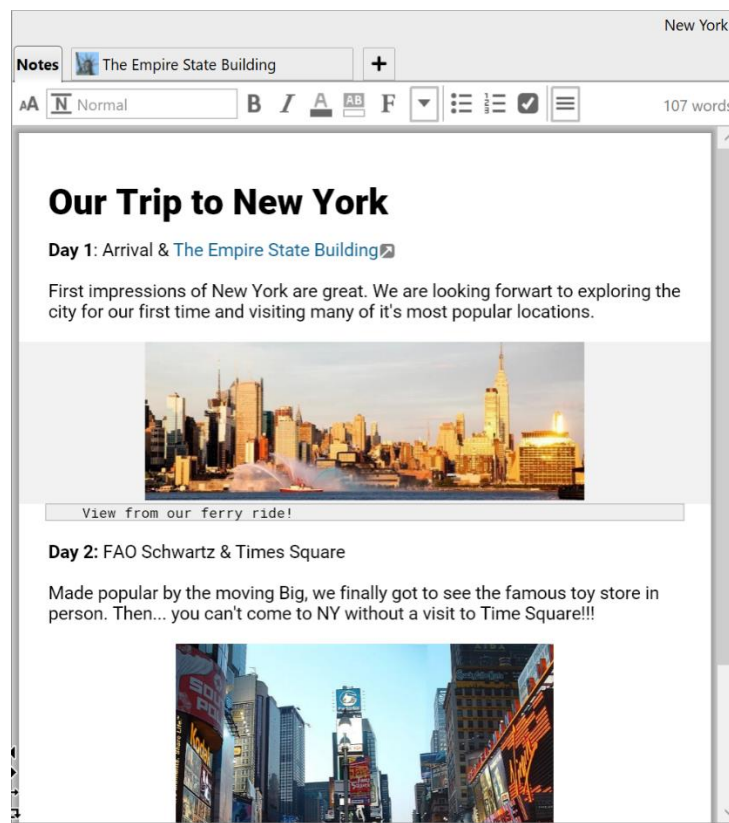 New York
Notes
The Empire State Building
+
AA
N Normal
B I A AB F
107 words
Our Trip to New York
Day 1: Arrival & The Empire State Building
First impressions of New York are great. We are looking forwart to exploring the
city for our first time and visiting many of it's most popular locations.
View from our ferry ride!
Day 2: FAO Schwartz & Times Square
Made popular by the moving Big, we finally got to see the famous toy store in
person. Then... you can't come to NY without a visit to Time Square!!!
Kodak